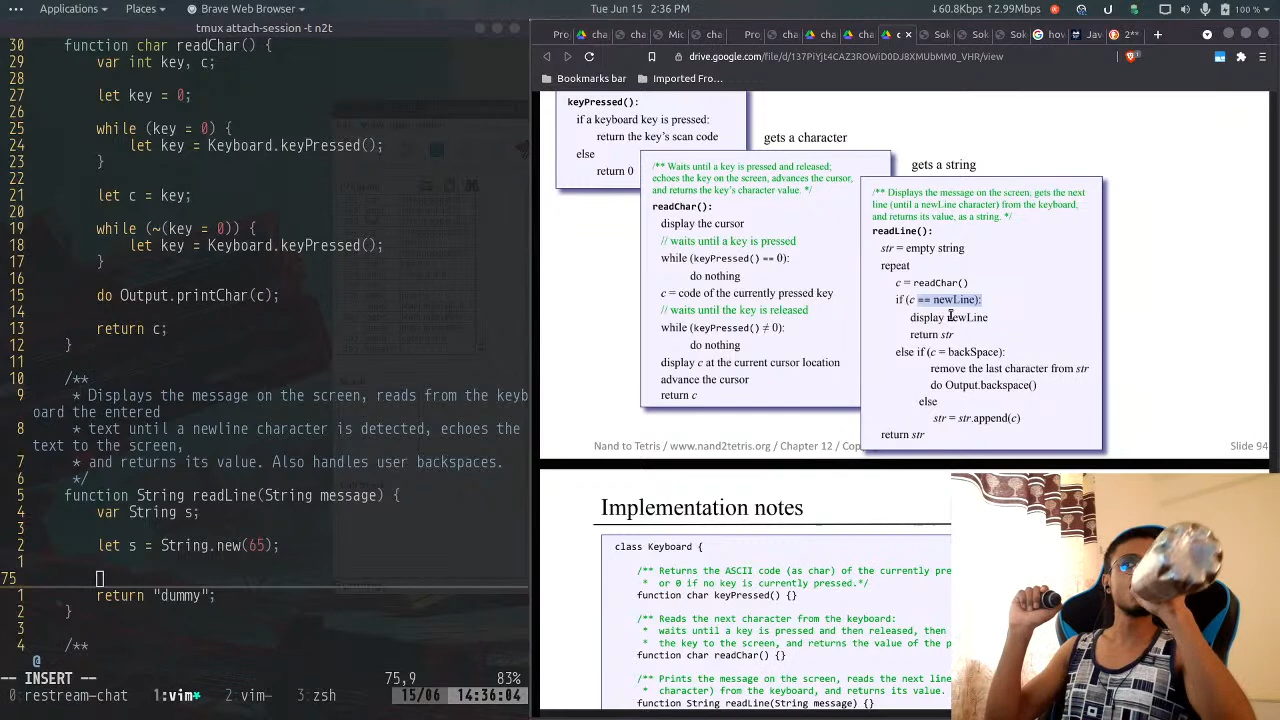 Applications
Places
Brave Web Browser
Tue Jun 15 2:36 PM
↓60.8Kbps ↑2.99Mbps
100 %
tmux attach-session -t n2t
30 function char readChar() {
29 var int key, c;
28
27 let key = 0;
26
25 while (key = 0) {
24 let key = Keyboard.keyPressed();
23 }
22
21 let c = key;
20
19 while (~(key = 0)) {
18 let key = Keyboard.keyPressed();
17 }
16
15 do Output.printChar(c);
14
13 return c;
12 }
11
10 /**
9 * Displays the message on the screen, reads from the keyb
oard the entered
8 * text until a newline character is detected, echoes the
text to the screen,
7 * and returns its value. Also handles user backspaces.
6 */
5 function String readLine(String message) {
4 var String s;
3
2 let s = String.new(65);
1
75
1 return "dummy";
2 }
3
4 /**
@
-- INSERT --
75,9
83%
0 restream-chat 1:vim* 2 vim- 3 zsh
15/06 14:36:04
drive.google.com/file/d/137PiYjt4CAZ3ROWiD0DJ8XMUbMM0_VHR/view
Bookmarks bar
Imported Fro…
keyPressed():
if a keyboard key is pressed:
return the key's scan code
else
return 0
gets a character
/** Waits until a key is pressed and released;
echoes the key on the screen, advances the cursor,
and returns the key's character value. */
readChar():
display the cursor
// waits until a key is pressed
while (keyPressed() == 0):
do nothing
c = code of the currently pressed key
// waits until the key is released
while (keyPressed() ≠ 0):
do nothing
display c at the current cursor location
advance the cursor
return c
gets a string
/** Displays the message on the screen, gets the next
line (until a newLine character) from the keyboard,
and returns its value, as a string. */
readLine():
str = empty string
repeat
c = readChar()
if (c == newLine):
display newLine
return str
else if (c = backSpace):
remove the last character from str
do Output.backspace()
else
str = str.append(c)
return str
Nand to Tetris / www.nand2tetris.org / Chapter 12 / Cop
Slide 94
Implementation notes
class Keyboard {
/** Returns the ASCII code (as char) of the currently pre
* or 0 if no key is currently pressed.*/
function char keyPressed() {}
/** Reads the next character from the keyboard:
* waits until a key is pressed and then released, then
* the key to the screen, and returns the value of the p
function char readChar() {}
/** Prints the message on the screen, reads the next line
* character) from the keyboard, and returns its value.
function String readLine(String message) {}